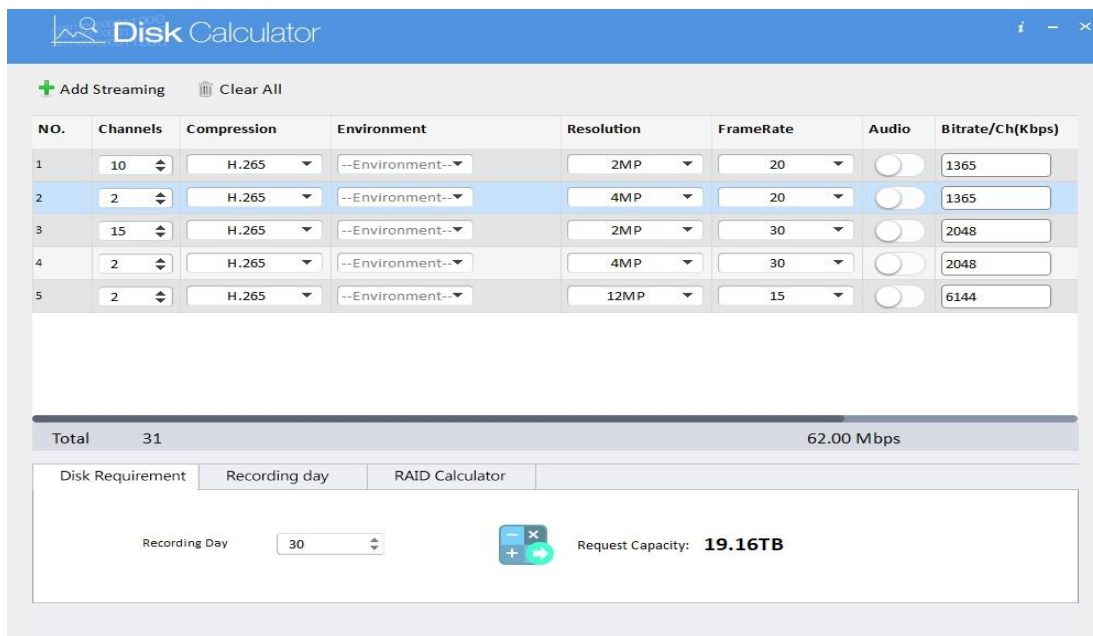 Disk Calculator
i
Add Streaming Clear All
NO. Channels Compression Environment Resolution FrameRate Audio Bitrate/Ch(Kbps)
1 10 H.265 --Environment-- 2MP 20 1365
2 2 H.265 --Environment-- 4MP 20 1365
3 15 H.265 --Environment-- 2MP 30 2048
4 2 H.265 --Environment-- 4MP 30 2048
5 2 H.265 --Environment-- 12MP 15 6144
Total 31 62.00 Mbps
Disk Requirement Recording day RAID Calculator
Recording Day 30 Request Capacity: 19.16TB